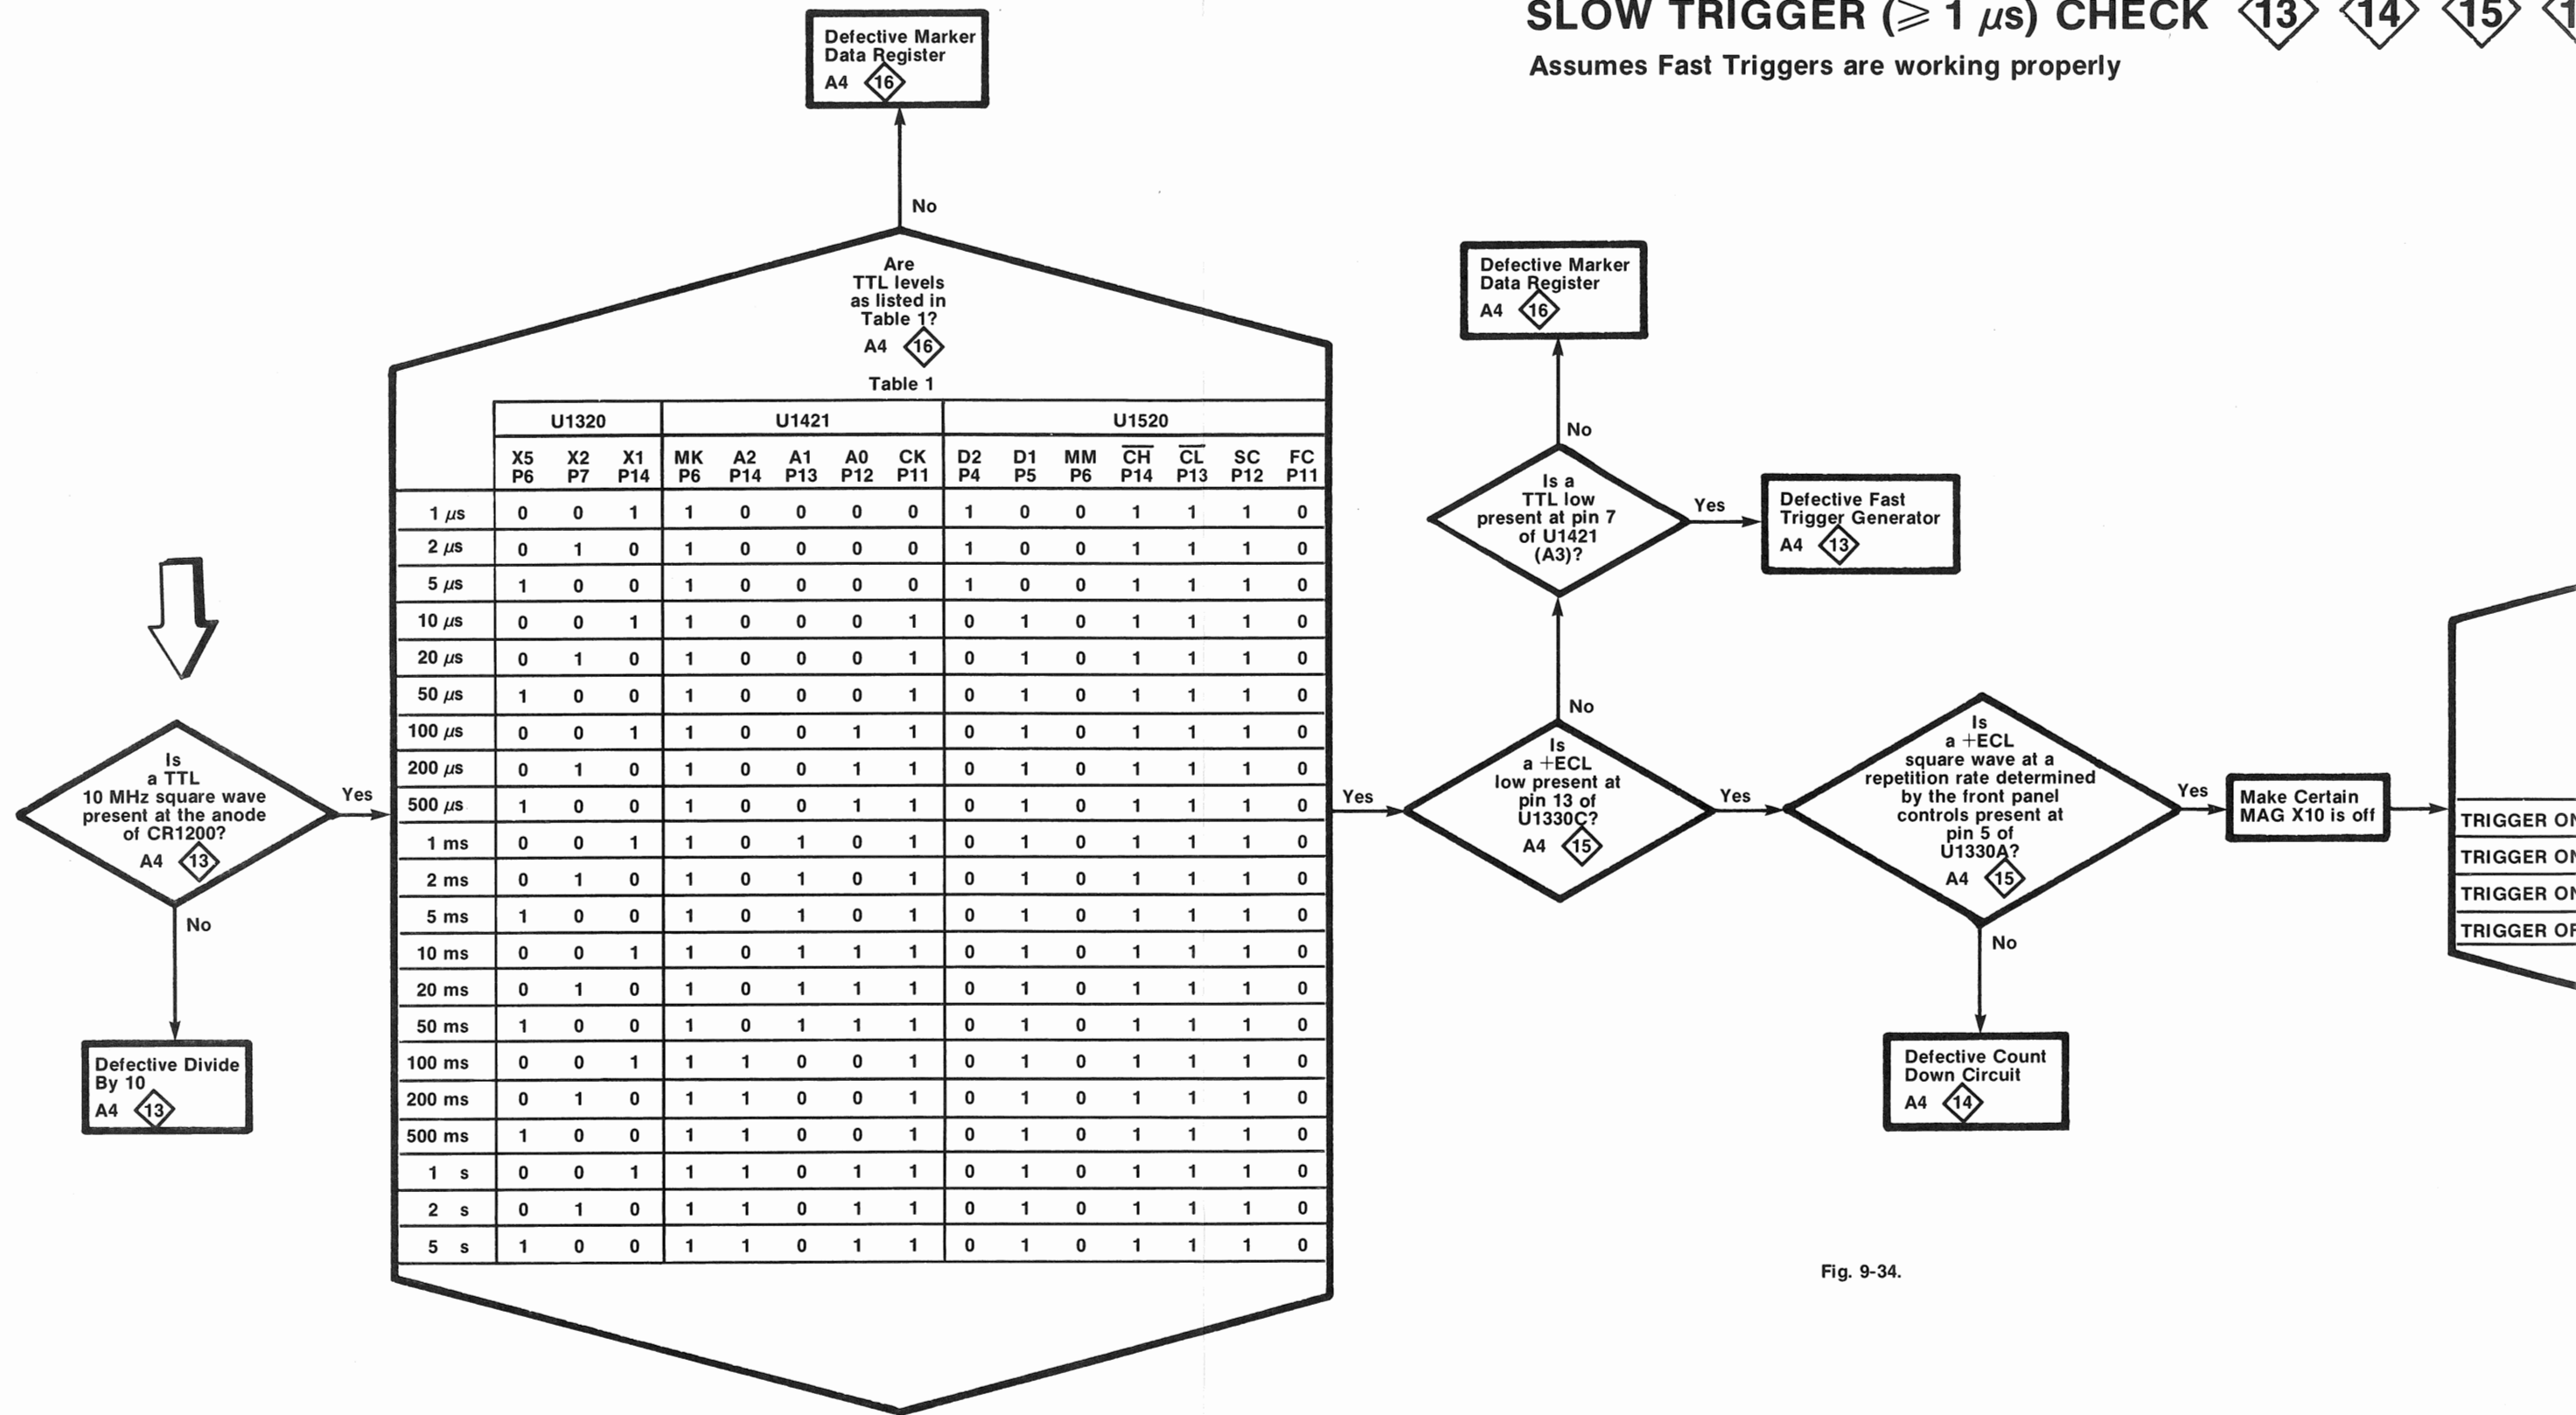 SLOW TRIGGER (⩾ 1 µs) CHECK 13 14 15
Assumes Fast Triggers are working properly
Defective Marker
Data Register
A4 16
No
Are
TTL levels
as listed in
Table 1?
A4 16
Table 1
U1320 U1421 U1520
X5 X2 X1 MK A2 A1 A0 CK D2 D1 MM C̅H̅ C̅L̅ SC FC
P6 P7 P14 P6 P14 P13 P12 P11 P4 P5 P6 P14 P13 P12 P11
1 µs 0 0 1 1 0 0 0 0 1 0 0 1 1 1 0
2 µs 0 1 0 1 0 0 0 0 1 0 0 1 1 1 0
5 µs 1 0 0 1 0 0 0 0 1 0 0 1 1 1 0
10 µs 0 0 1 1 0 0 0 1 0 1 0 1 1 1 0
20 µs 0 1 0 1 0 0 0 1 0 1 0 1 1 1 0
50 µs 1 0 0 1 0 0 0 1 0 1 0 1 1 1 0
100 µs 0 0 1 1 0 0 1 1 0 1 0 1 1 1 0
200 µs 0 1 0 1 0 0 1 1 0 1 0 1 1 1 0
500 µs 1 0 0 1 0 0 1 1 0 1 0 1 1 1 0
1 ms 0 0 1 1 0 1 0 1 0 1 0 1 1 1 0
2 ms 0 1 0 1 0 1 0 1 0 1 0 1 1 1 0
5 ms 1 0 0 1 0 1 0 1 0 1 0 1 1 1 0
10 ms 0 0 1 1 0 1 1 1 0 1 0 1 1 1 0
20 ms 0 1 0 1 0 1 1 1 0 1 0 1 1 1 0
50 ms 1 0 0 1 0 1 1 1 0 1 0 1 1 1 0
100 ms 0 0 1 1 1 0 0 1 0 1 0 1 1 1 0
200 ms 0 1 0 1 1 0 0 1 0 1 0 1 1 1 0
500 ms 1 0 0 1 1 0 0 1 0 1 0 1 1 1 0
1 s 0 0 1 1 1 0 1 1 0 1 0 1 1 1 0
2 s 0 1 0 1 1 0 1 1 0 1 0 1 1 1 0
5 s 1 0 0 1 1 0 1 1 0 1 0 1 1 1 0
Is
a TTL
10 MHz square wave
present at the anode
of CR1200?
A4 13
Yes
No
Defective Divide
By 10
A4 13
Yes
Defective Marker
Data Register
A4 16
No
Is a
TTL low
present at pin 7
of U1421
(A3)?
Yes
Defective Fast
Trigger Generator
A4 13
No
Is
a +ECL
low present at
pin 13 of
U1330C?
A4 15
Yes
Is
a +ECL
square wave at a
repetition rate determined
by the front panel
controls present at
pin 5 of
U1330A?
A4 15
Yes
No
Defective Count
Down Circuit
A4 14
Make Certain
MAG X10 is off
TRIGGER
TRIGGER
TRIGGER
TRIGGER
Fig. 9-34.